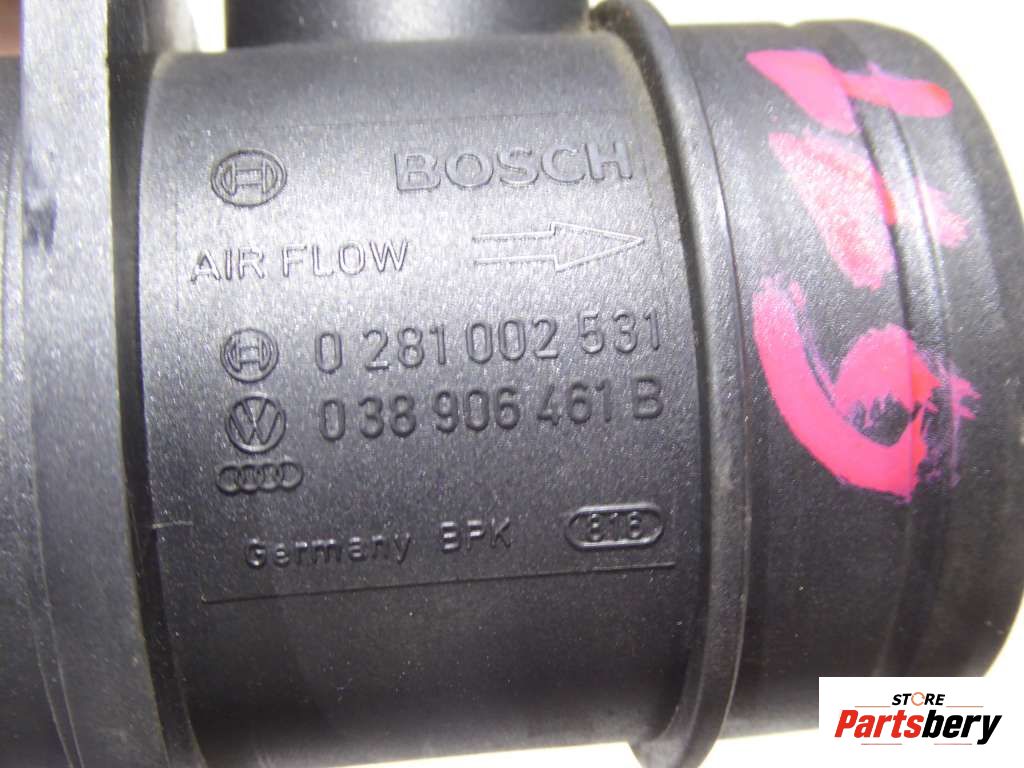 BOSCH
AIR FLOW
0 281 002 531
038 906 461 B
Germany BPK 816
STORE
Partsbery